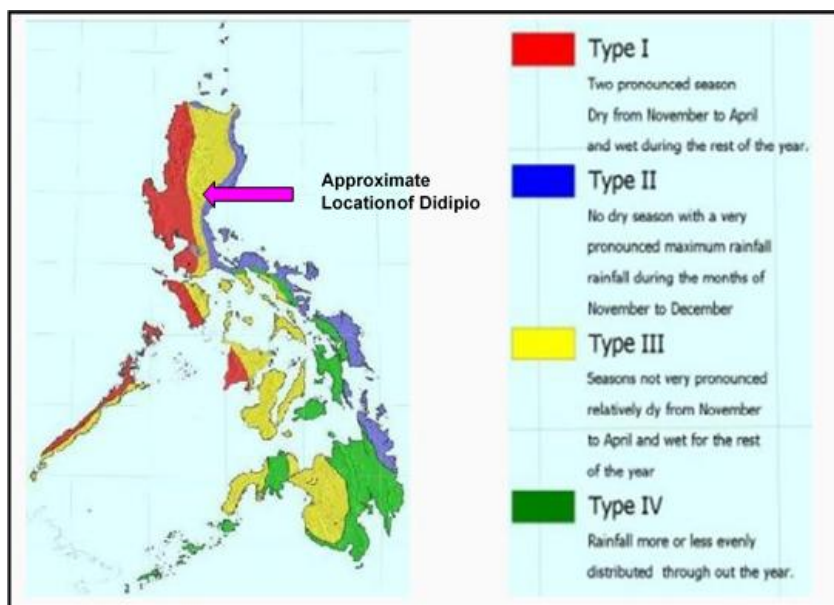 Approximate
Location of Didipio
Type I
Two pronounced season
Dry from November to April
and wet during the rest of the year.
Type II
No dry season with a very
pronounced maximum rainfall
rainfall during the months of
November to December
Type III
Seasons not very pronounced
relatively dy from November
to April and wet for the rest
of the year
Type IV
Rainfall more or less evenly
distributed through out the year.